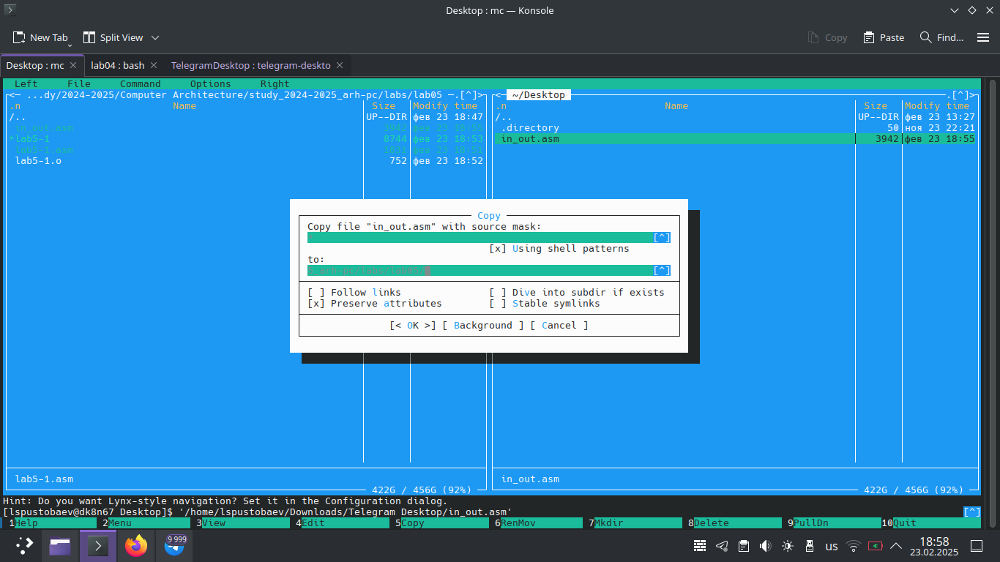 Desktop : mc — Konsole
New Tab Split View Copy Paste Find...
Desktop : mc lab04 : bash TelegramDesktop : telegram-deskto
Left File Command Options Right
<─ ...dy/2024-2025/Computer Architecture/study_2024-2025_arh-pc/labs/lab05 ─.[^]>
.n Name Size Modify time
/.. UP--DIR фев 23 18:47
in_out.asm 3942 фев 23 18:55
*lab5-1 8744 фев 23 18:53
lab5-1.asm 1831 фев 23 18:51
lab5-1.o 752 фев 23 18:52
lab5-1.asm
422G / 456G (92%)
<─ ~/Desktop .[^]>
.n Name Size Modify time
/.. UP--DIR фев 23 13:27
.directory 50 ноя 23 22:21
in_out.asm 3942 фев 23 18:55
in_out.asm
422G / 456G (92%)
Copy
Copy file "in_out.asm" with source mask:
* [^]
[x] Using shell patterns
to:
arh-pc/labs/lab05/ [^]
[ ] Follow links [ ] Dive into subdir if exists
[x] Preserve attributes [ ] Stable symlinks
[< OK >] [ Background ] [ Cancel ]
Hint: Do you want Lynx-style navigation? Set it in the Configuration dialog.
[lspustobaev@dk8n67 Desktop]$ '/home/lspustobaev/Downloads/Telegram Desktop/in_out.asm' [^]
1Help 2Menu 3View 4Edit 5Copy 6RenMov 7Mkdir 8Delete 9PullDn 10Quit
9 999
us
18:58
23.02.2025